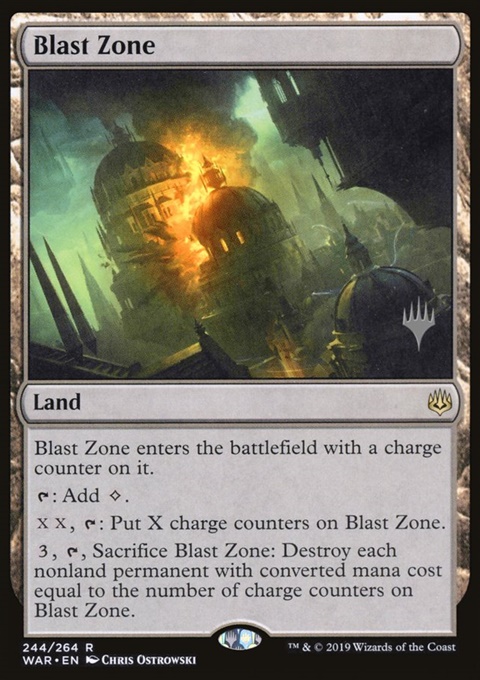 Blast Zone
Land
Blast Zone enters the battlefield with a charge
counter on it.
: Add .
X X, : Put X charge counters on Blast Zone.
3, , Sacrifice Blast Zone: Destroy each
nonland permanent with converted mana cost
equal to the number of charge counters on
Blast Zone.
244/264 R
WAR • EN Chris Ostrowski
™ & © 2019 Wizards of the Coast